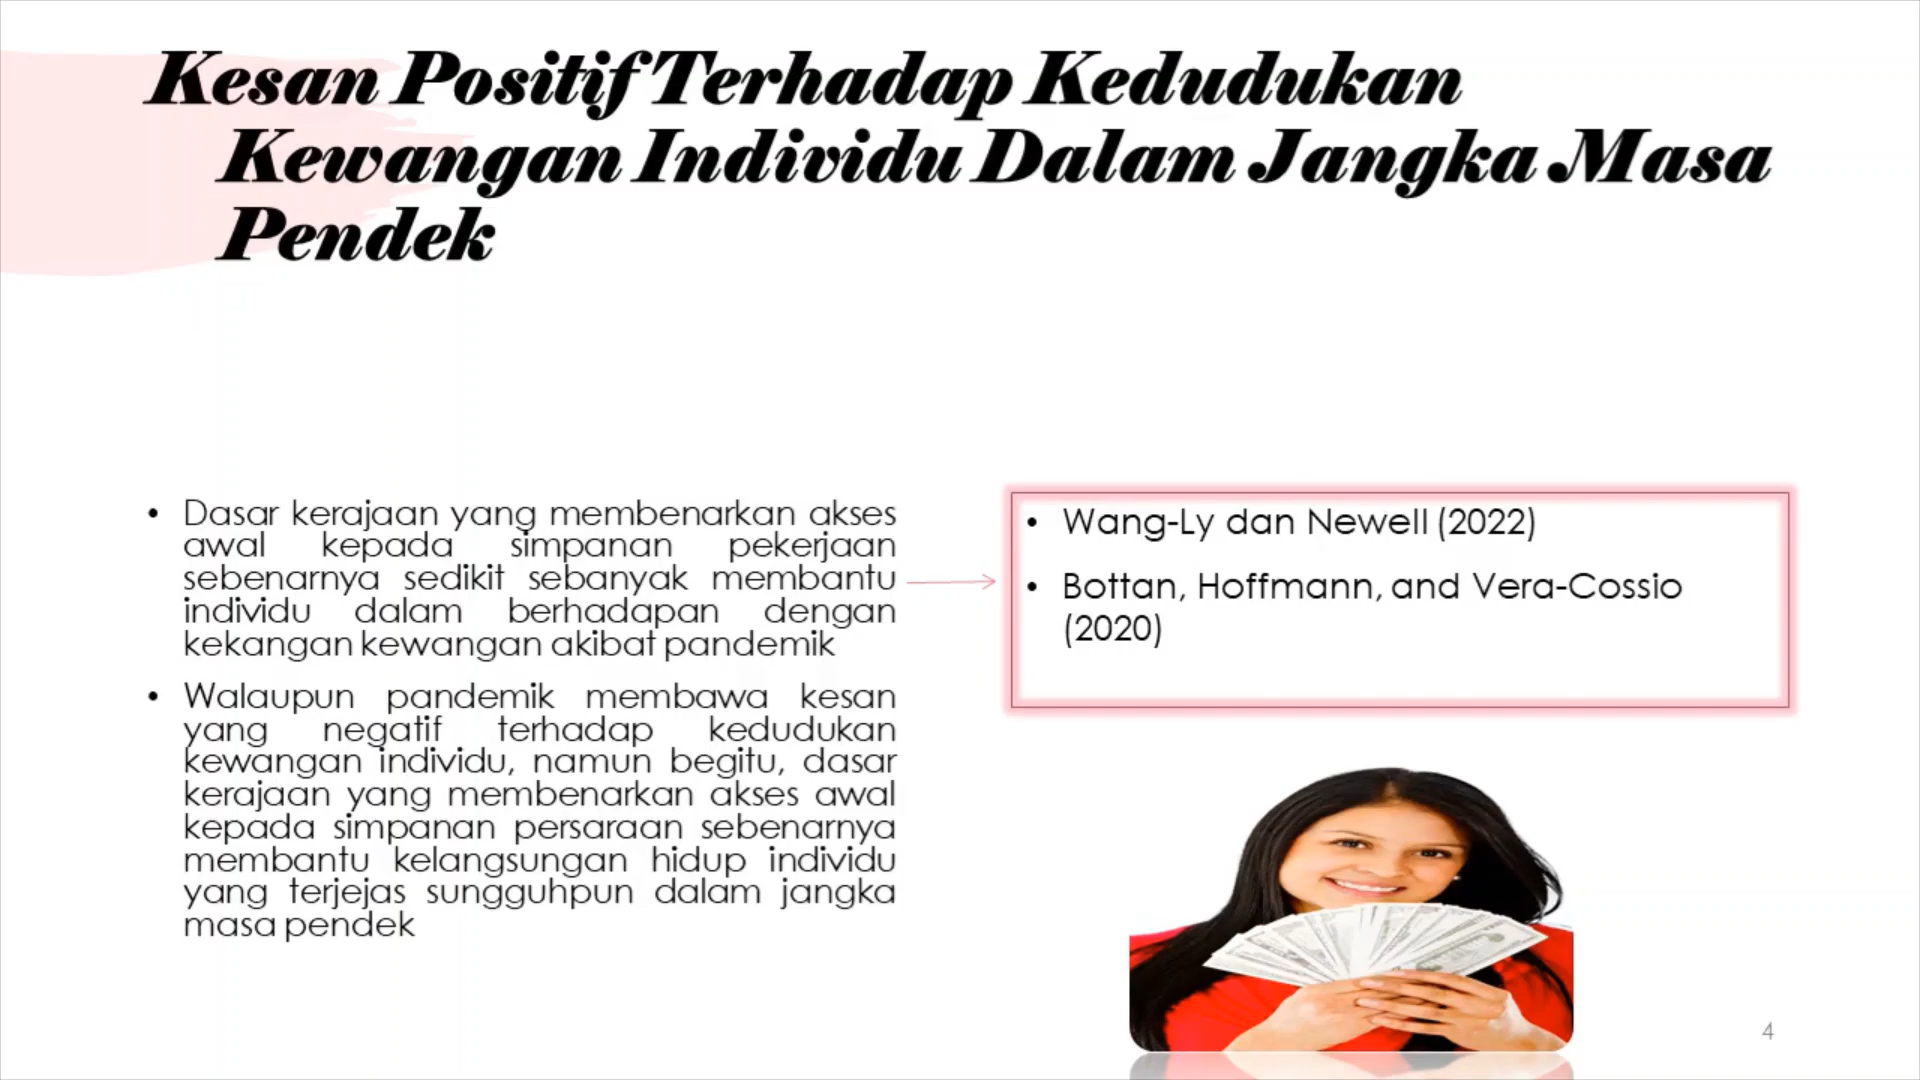 Kesan Positif Terhadap Kedudukan
Kewangan Individu Dalam Jangka Masa
Pendek
• Dasar kerajaan yang membenarkan akses
awal kepada simpanan pekerjaan
sebenarnya sedikit sebanyak membantu
individu dalam berhadapan dengan
kekangan kewangan akibat pandemik
• Walaupun pandemik membawa kesan
yang negatif terhadap kedudukan
kewangan individu, namun begitu, dasar
kerajaan yang membenarkan akses awal
kepada simpanan persaraan sebenarnya
membantu kelangsungan hidup individu
yang terjejas sungguhpun dalam jangka
masa pendek
• Wang-Ly dan Newell (2022)
• Bottan, Hoffmann, and Vera-Cossio
(2020)
4